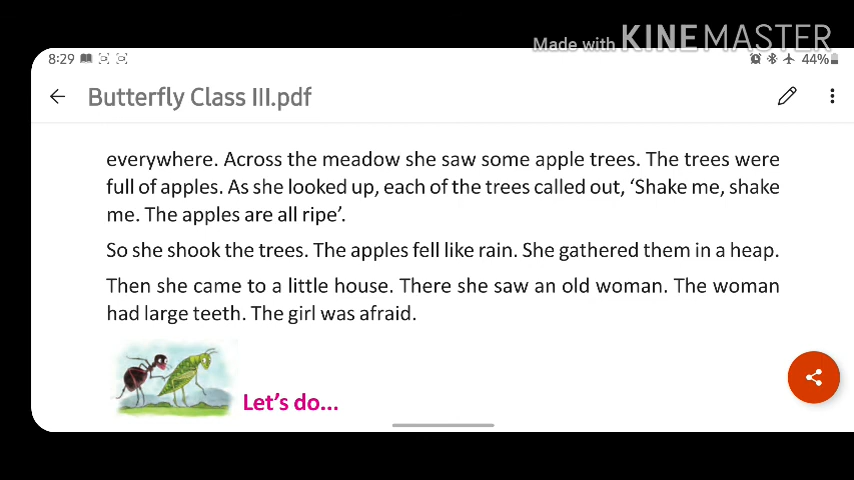 Made with KINEMASTER
8:29 44%
Butterfly Class III.pdf
everywhere. Across the meadow she saw some apple trees. The trees were
full of apples. As she looked up, each of the trees called out, ‘Shake me, shake
me. The apples are all ripe’.
So she shook the trees. The apples fell like rain. She gathered them in a heap.
Then she came to a little house. There she saw an old woman. The woman
had large teeth. The girl was afraid.
Let’s do...